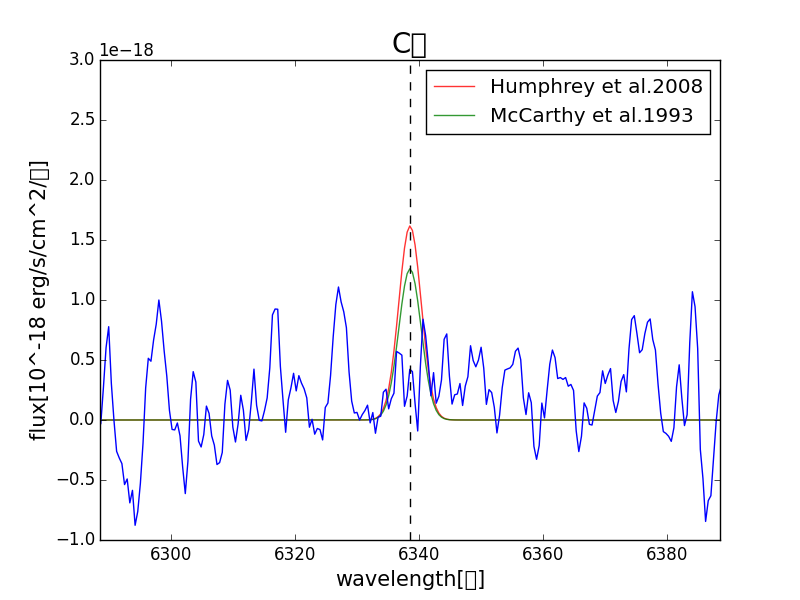 C
1e−18
Humphrey et al.2008
McCarthy et al.1993
flux[10^-18 erg/s/cm^2/]
3.0
2.5
2.0
1.5
1.0
0.5
0.0
−0.5
−1.0
6300 6320 6340 6360 6380
wavelength[]